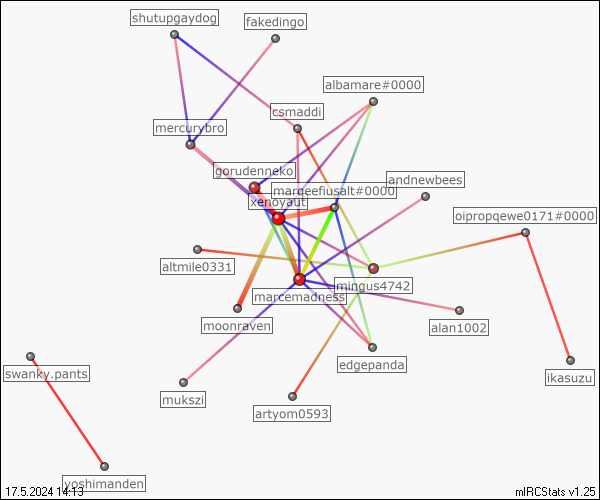 shutupgaydog
fakedingo
albamare#0000
csmaddi
mercurybro
gorudenneko
andnewbees
mardeefiusalt#0000
xenoyaut
oipropqewe0171#0000
altmile0331
mingus4742
marcemadness
moonraven
alan1002
edgepanda
swanky.pants
ikasuzu
mukszi
artyom0593
yoshimanden
17.5.2024 14:13
mIRCStats v1.25